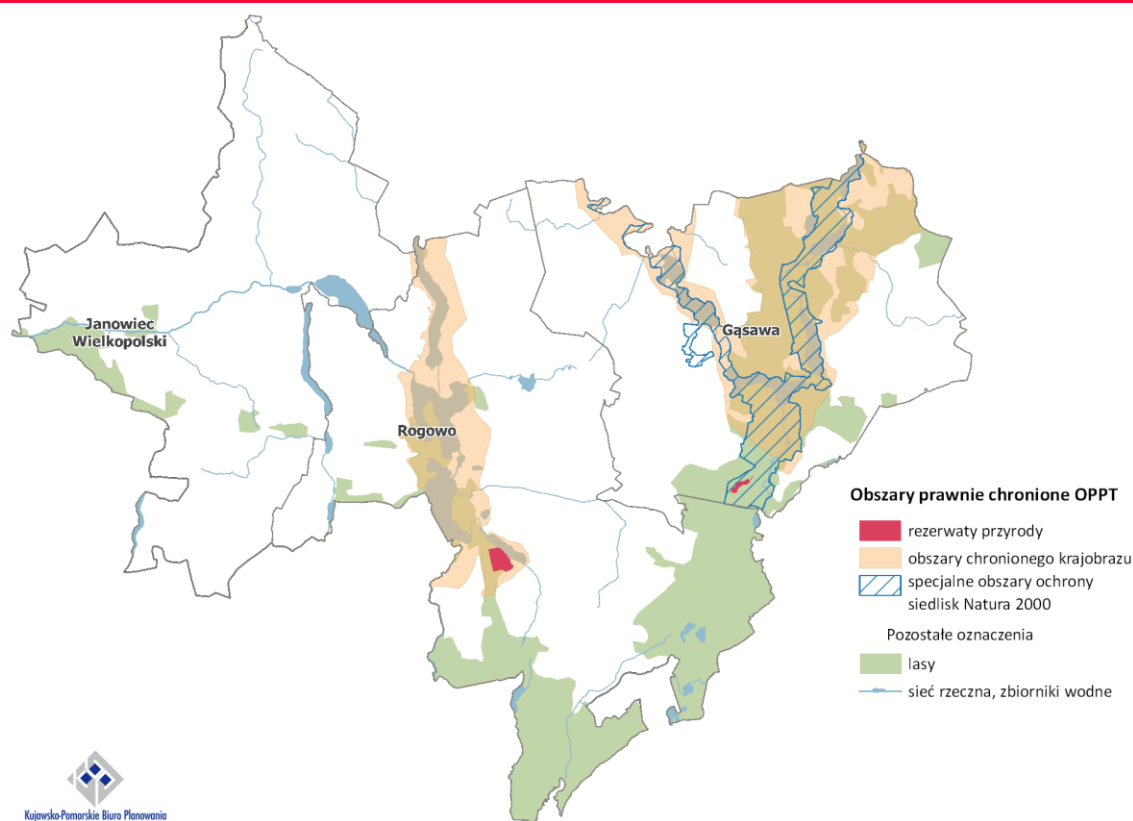 Janowiec
Wielkopolski
Rogowo
Gąsawa
Obszary prawnie chronione OPPT
rezerwaty przyrody
obszary chronionego krajobrazu
specjalne obszary ochrony
siedlisk Natura 2000
Pozostałe oznaczenia
lasy
sieć rzeczna, zbiorniki wodne
Kujawsko-Pomorskie Biuro Planowania